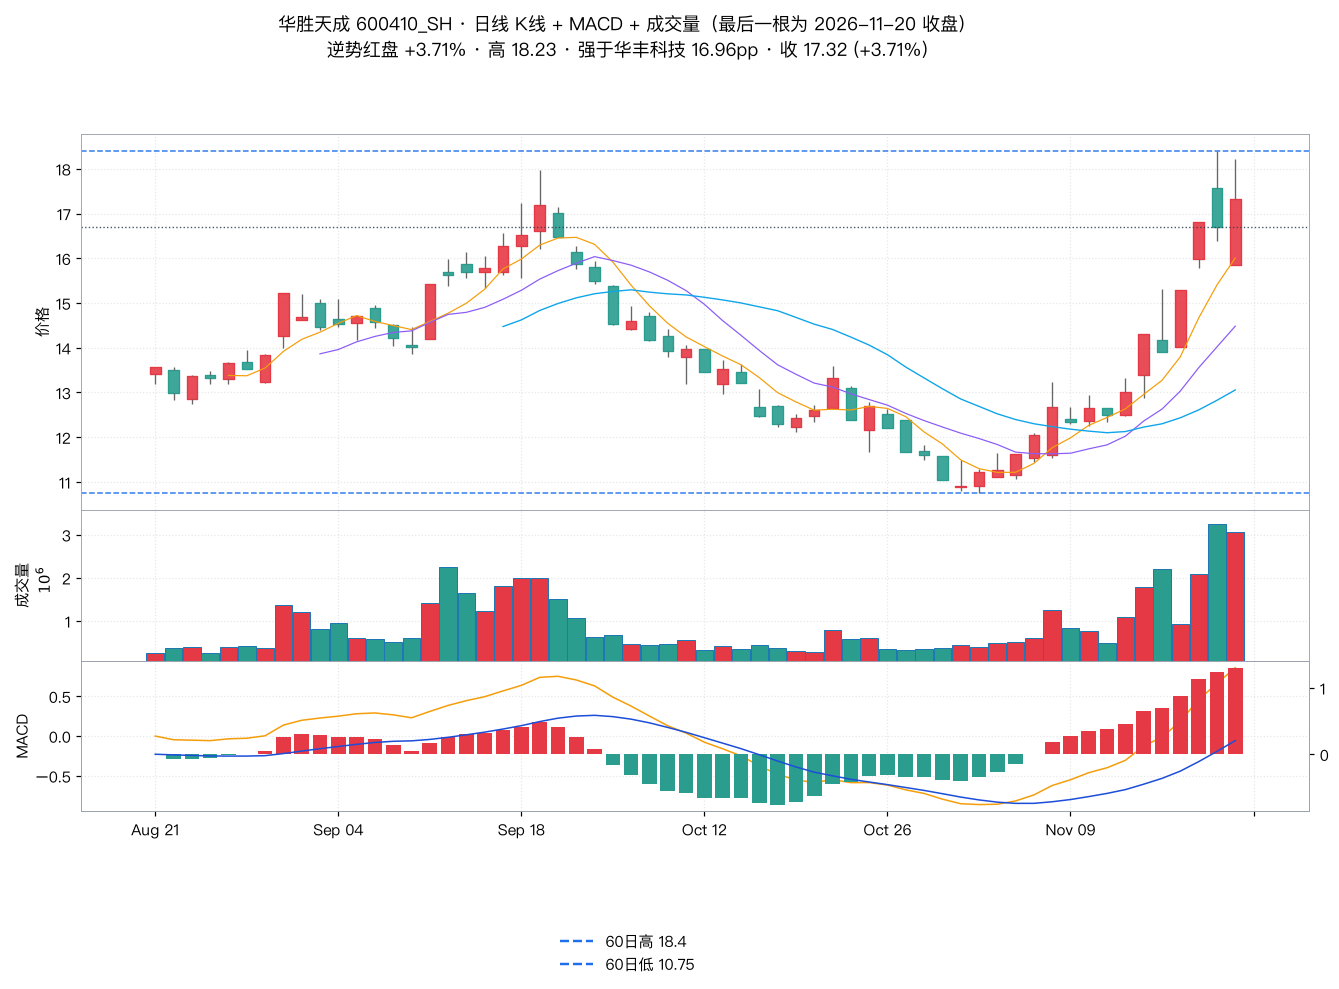 华胜天成 600410_SH · 日线 K线 + MACD + 成交量（最后一根为 2026−11−20 收盘）
逆势红盘 +3.71% · 高 18.23 · 强于华丰科技 16.96pp · 收 17.32 (+3.71%)
价格
18
17
16
15
14
13
12
11
成交量
10⁶
3
2
1
MACD
0.5
0.0
−0.5
1
0
Aug 21
Sep 04
Sep 18
Oct 12
Oct 26
Nov 09
60日高 18.4
60日低 10.75